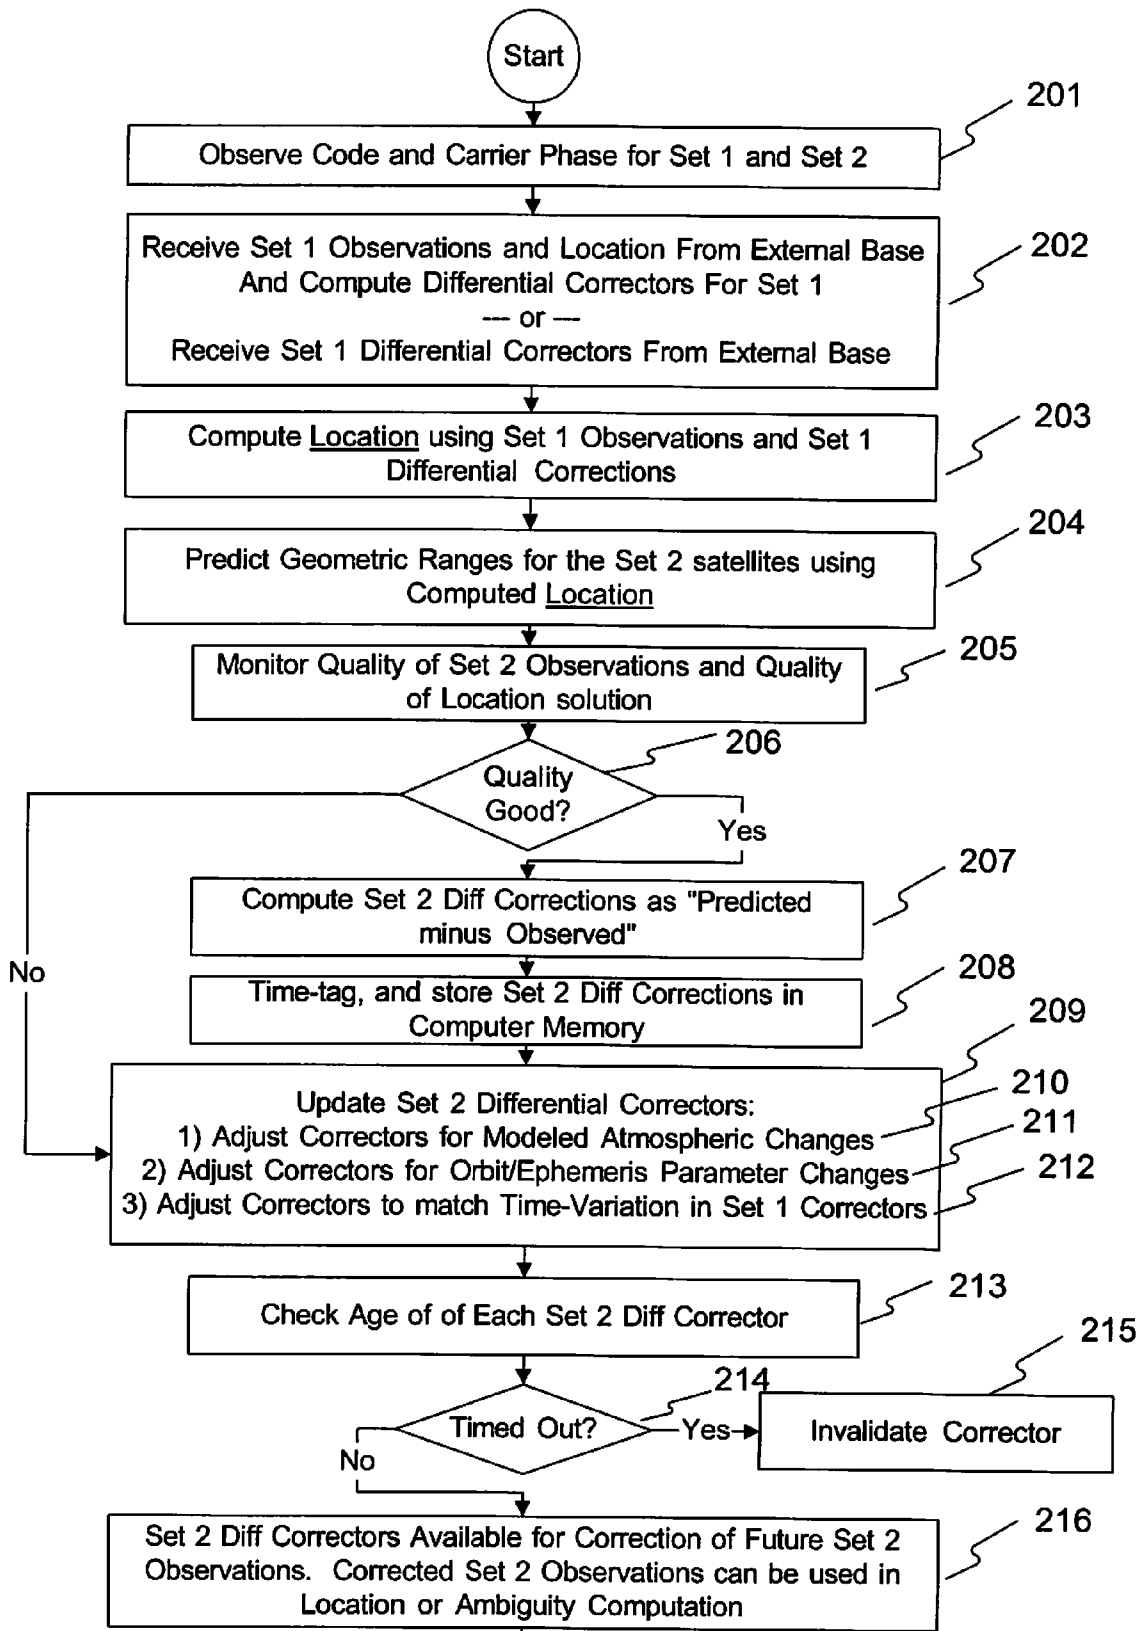 Start
201
Observe Code and Carrier Phase for Set 1 and Set 2
202
Receive Set 1 Observations and Location From External Base
And Compute Differential Correctors For Set 1
--- or ---
Receive Set 1 Differential Correctors From External Base
203
Compute Location using Set 1 Observations and Set 1
Differential Corrections
204
Predict Geometric Ranges for the Set 2 satellites using
Computed Location
205
Monitor Quality of Set 2 Observations and Quality
of Location solution
206
Quality
Good?
Yes
No
207
Compute Set 2 Diff Corrections as "Predicted
minus Observed"
208
Time-tag, and store Set 2 Diff Corrections in
Computer Memory
209
Update Set 2 Differential Correctors:
210
1) Adjust Correctors for Modeled Atmospheric Changes
211
2) Adjust Correctors for Orbit/Ephemeris Parameter Changes
212
3) Adjust Correctors to match Time-Variation in Set 1 Correctors
213
Check Age of of Each Set 2 Diff Corrector
214
Timed Out?
Yes
No
215
Invalidate Corrector
216
Set 2 Diff Correctors Available for Correction of Future Set 2
Observations. Corrected Set 2 Observations can be used in
Location or Ambiguity Computation